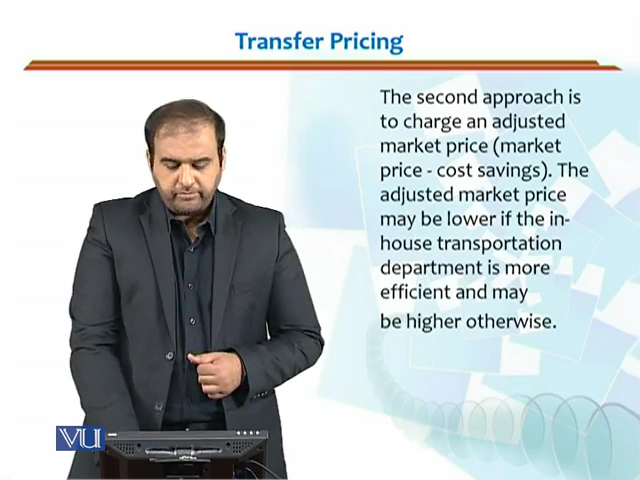 Transfer Pricing
The second approach is
to charge an adjusted
market price (market
price - cost savings). The
adjusted market price
may be lower if the in-
house transportation
department is more
efficient and may
be higher otherwise.
VU